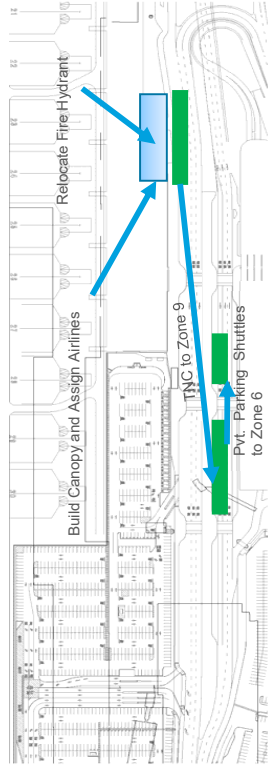 Relocate Fire Hydrant
Build Canopy and Assign Airlines
TNC to Zone 9
Pvt. Parking Shuttles
to Zone 6